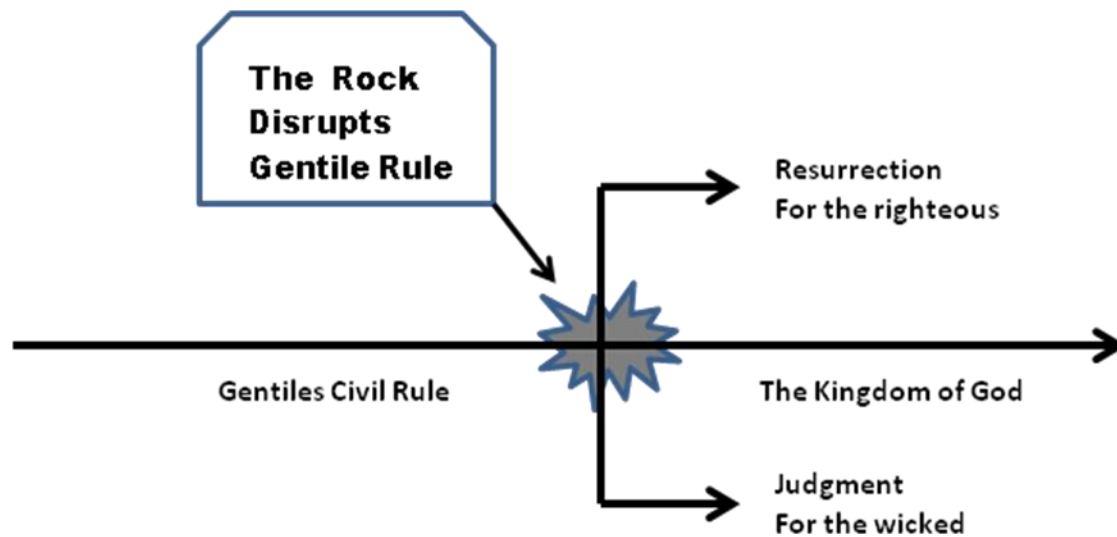 The Rock
Disrupts
Gentile Rule
Resurrection
For the righteous
Gentiles Civil Rule
The Kingdom of God
Judgment
For the wicked